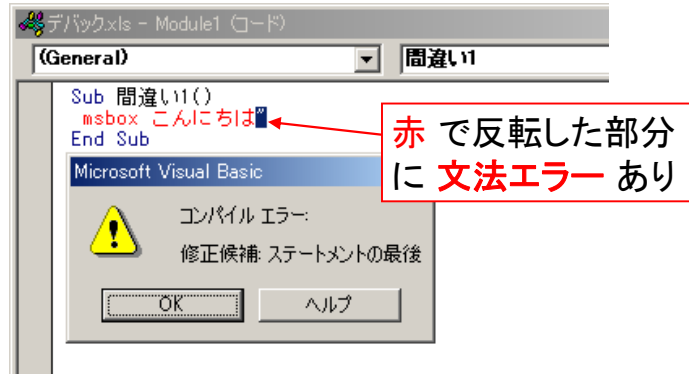 デバック.xls - Module1 (コード)
(General) 間違い1
Sub 間違い1()
msbox こんにちは"
End Sub
赤 で反転した部分
に 文法エラー あり
Microsoft Visual Basic
コンパイル エラー:
修正候補: ステートメントの最後
OK ヘルプ